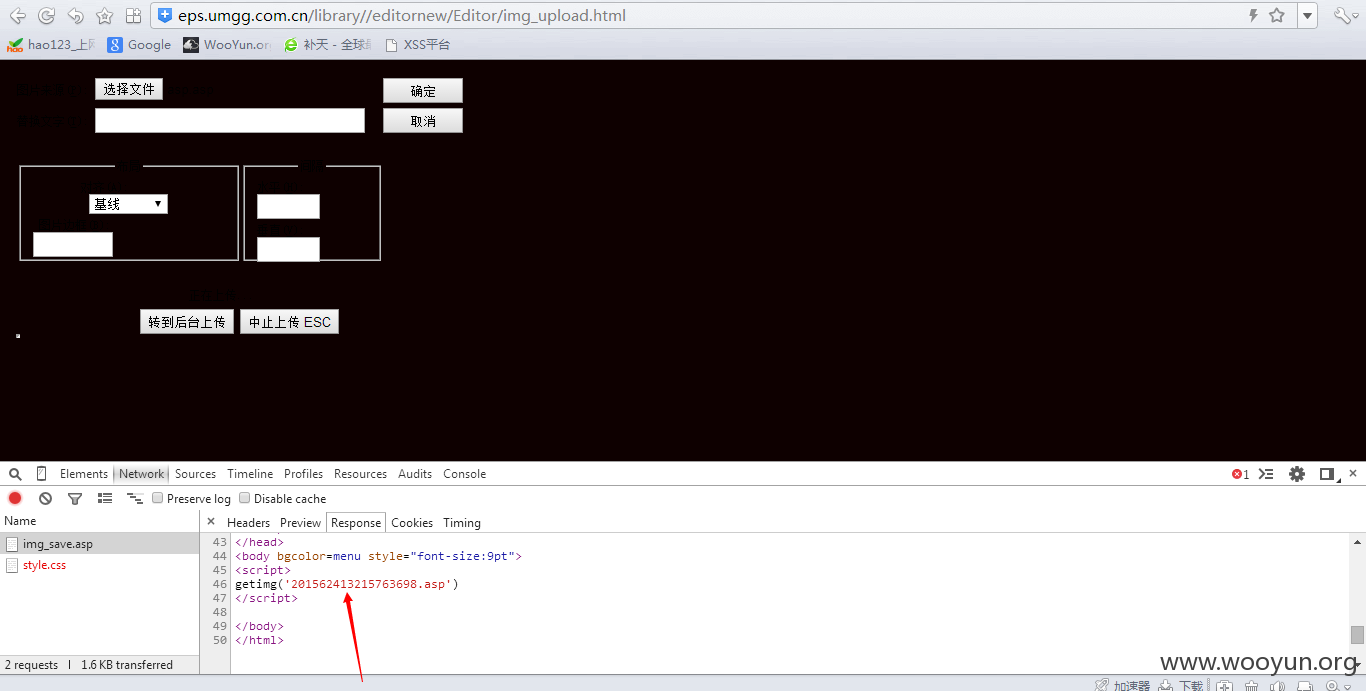 eps.umgg.com.cn/library//editornew/Editor/img_upload.html
hao123_上网 Google WooYun.org 补天 - 全球 XSS平台
选择文件 确定
取消
基线
转到后台上传 中止上传 ESC
Elements Network Sources Timeline Profiles Resources Audits Console 1
Preserve log Disable cache
Name × Headers Preview Response Cookies Timing
img_save.asp
style.css
43 </head>
44 <body bgcolor=menu style="font-size:9pt">
45 <script>
46 getimg('201562413215763698.asp')
47 </script>
48
49 </body>
50 </html>
2 requests | 1.6 KB transferred
www.wooyun.org
加速器 下载